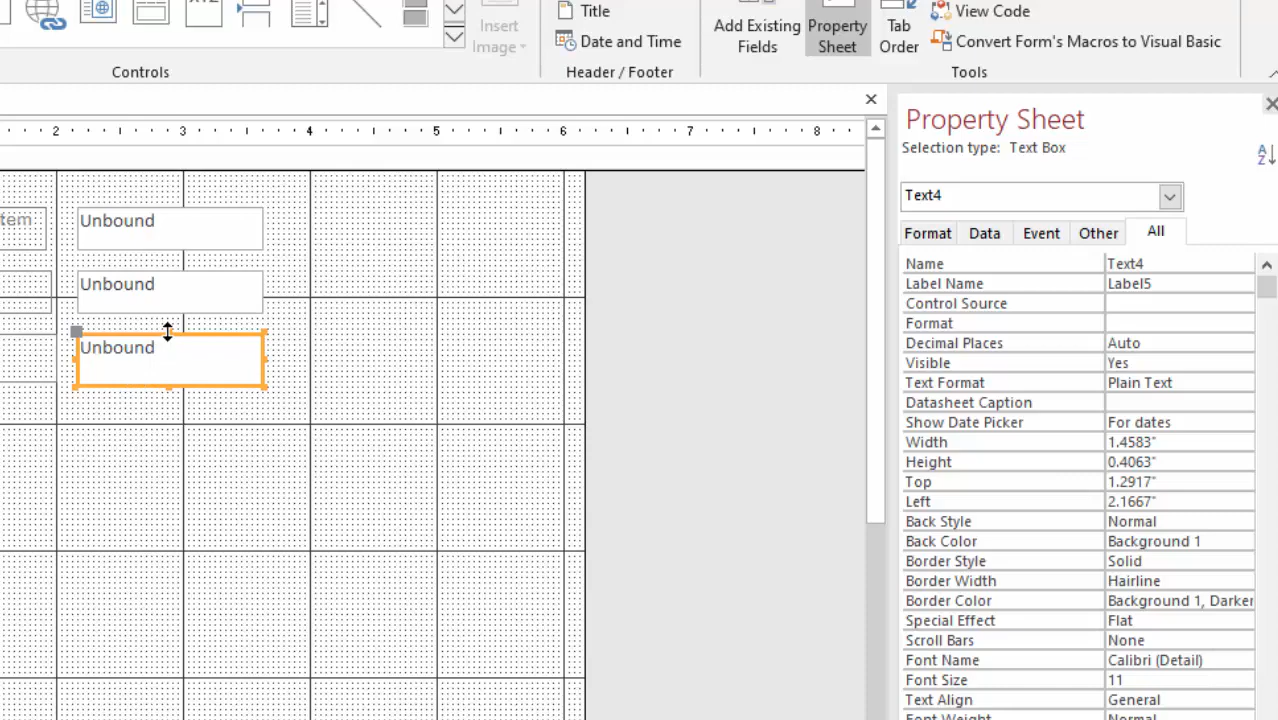 XYZ
Insert
Image
Title
Date and Time
Add Existing
Fields
Property
Sheet
Tab
Order
View Code
Convert Form's Macros to Visual Basic
Controls
Header / Footer
Tools
2 3 4 5 6 7 8
tem
Unbound
Unbound
Unbound
Property Sheet
Selection type: Text Box
A
Z
Text4
Format Data Event Other All
Name Text4
Label Name Label5
Control Source
Format
Decimal Places Auto
Visible Yes
Text Format Plain Text
Datasheet Caption
Show Date Picker For dates
Width 1.4583"
Height 0.4063"
Top 1.2917"
Left 2.1667"
Back Style Normal
Back Color Background 1
Border Style Solid
Border Width Hairline
Border Color Background 1, Darker
Special Effect Flat
Scroll Bars None
Font Name Calibri (Detail)
Font Size 11
Text Align General
Font Weight Normal